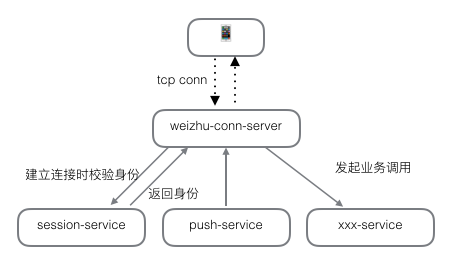 tcp conn
weizhu-conn-server
建立连接时校验身份
返回身份
发起业务调用
session-service
push-service
xxx-service